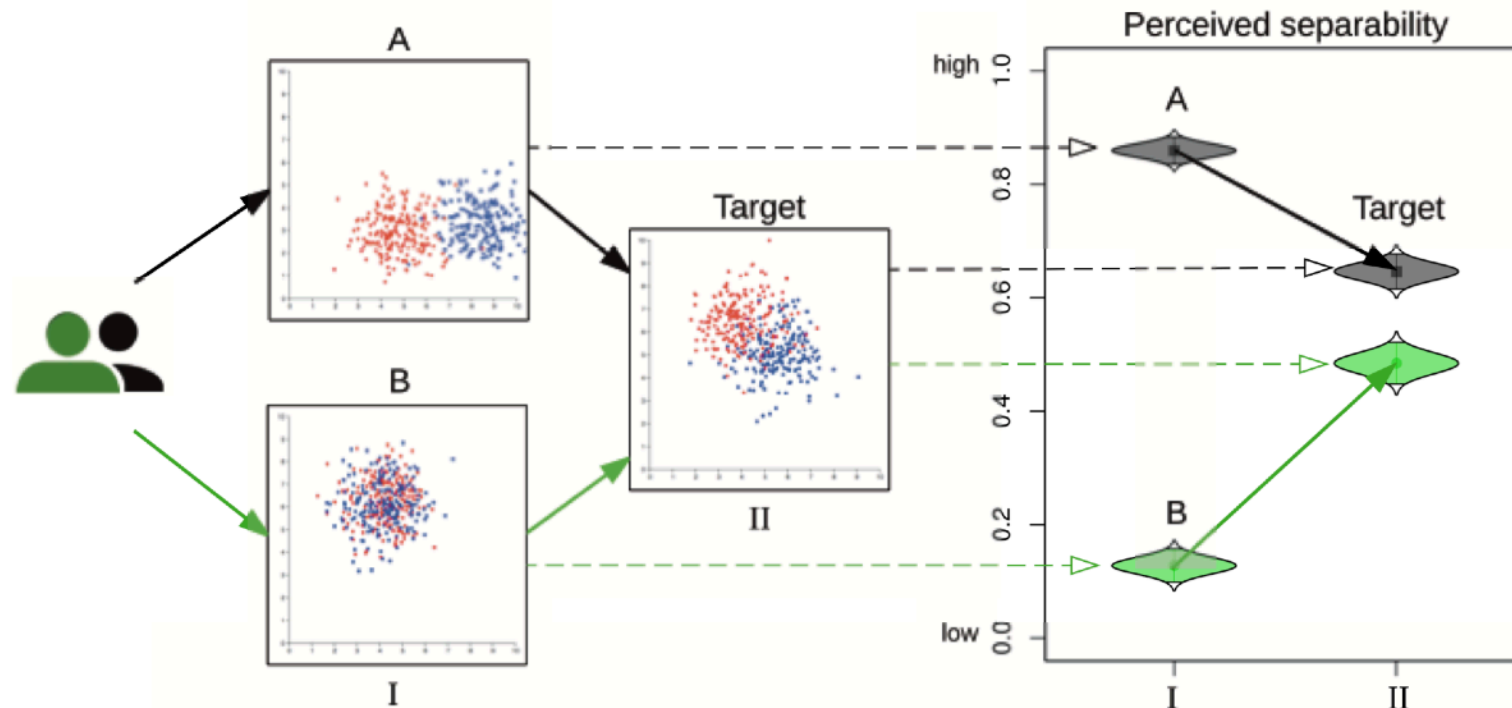 A
Target
B
I
II
Perceived separability
high
low
1.0
0.8
0.6
0.4
0.2
0.0
A
Target
B
I
II